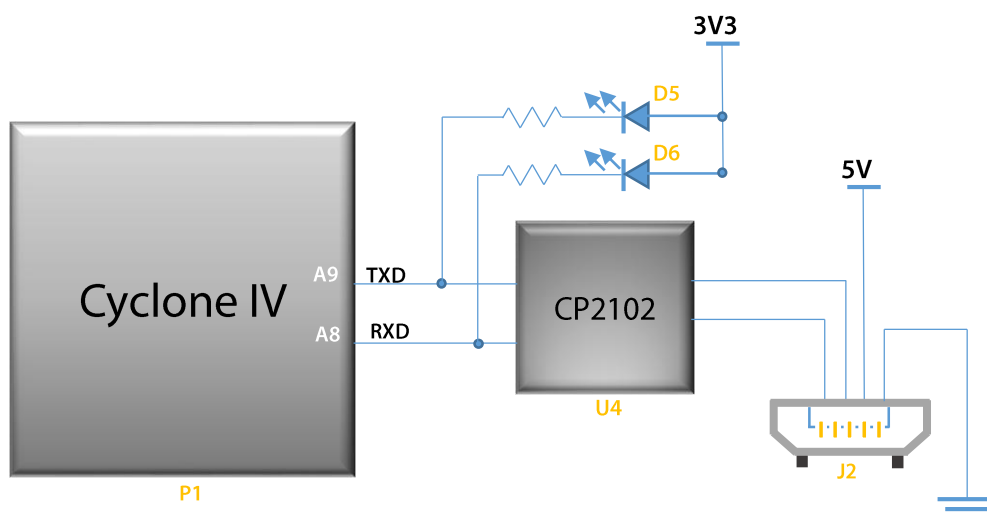 3V3
D5
D6
5V
A9 TXD
Cyclone IV
CP2102
A8 RXD
U4
J2
P1